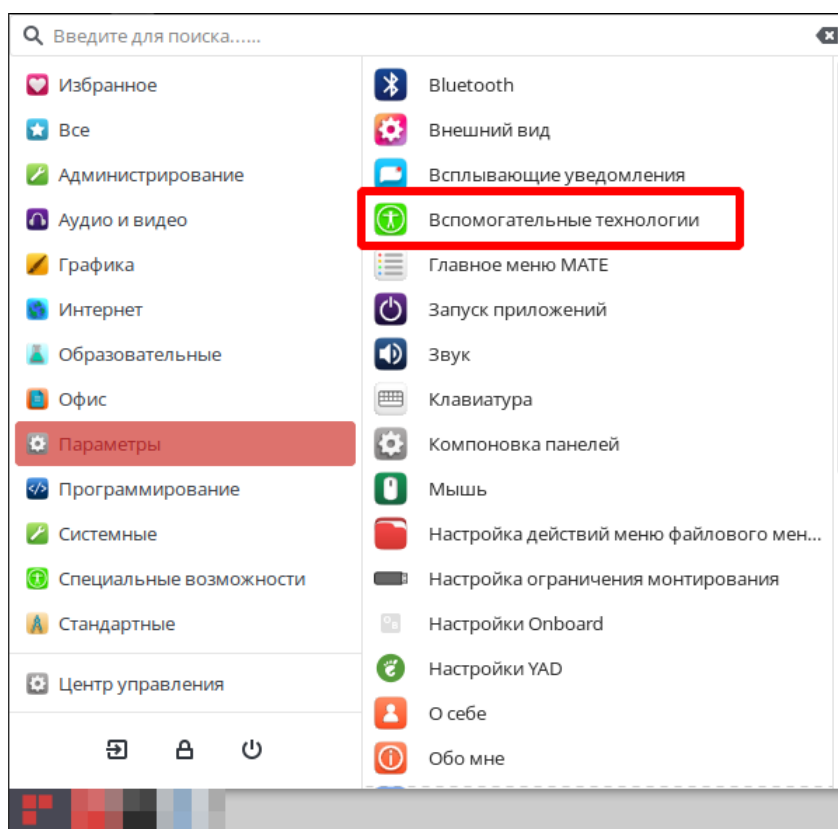 Введите для поиска......
Избранное
Все
Администрирование
Аудио и видео
Графика
Интернет
Образовательные
Офис
Параметры
Программирование
Системные
Специальные возможности
Стандартные
Центр управления
Bluetooth
Внешний вид
Всплывающие уведомления
Вспомогательные технологии
Главное меню MATE
Запуск приложений
Звук
Клавиатура
Компоновка панелей
Мышь
Настройка действий меню файлового мен...
Настройка ограничения монтирования
Настройки Onboard
Настройки YAD
О себе
Обо мне